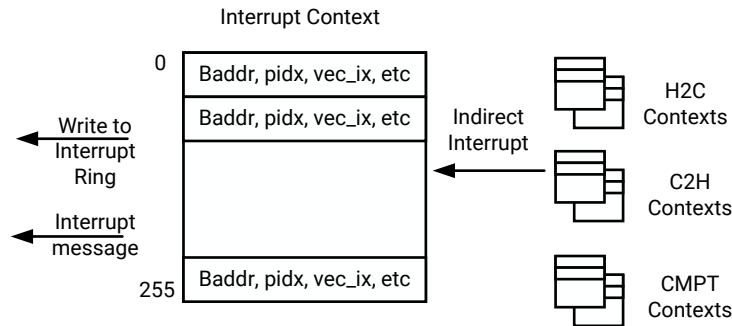 Interrupt Context
0
Baddr, pidx, vec_ix, etc
Baddr, pidx, vec_ix, etc
Write to
Interrupt
Ring
Indirect
Interrupt
H2C
Contexts
C2H
Contexts
Interrupt
message
255
Baddr, pidx, vec_ix, etc
CMPT
Contexts